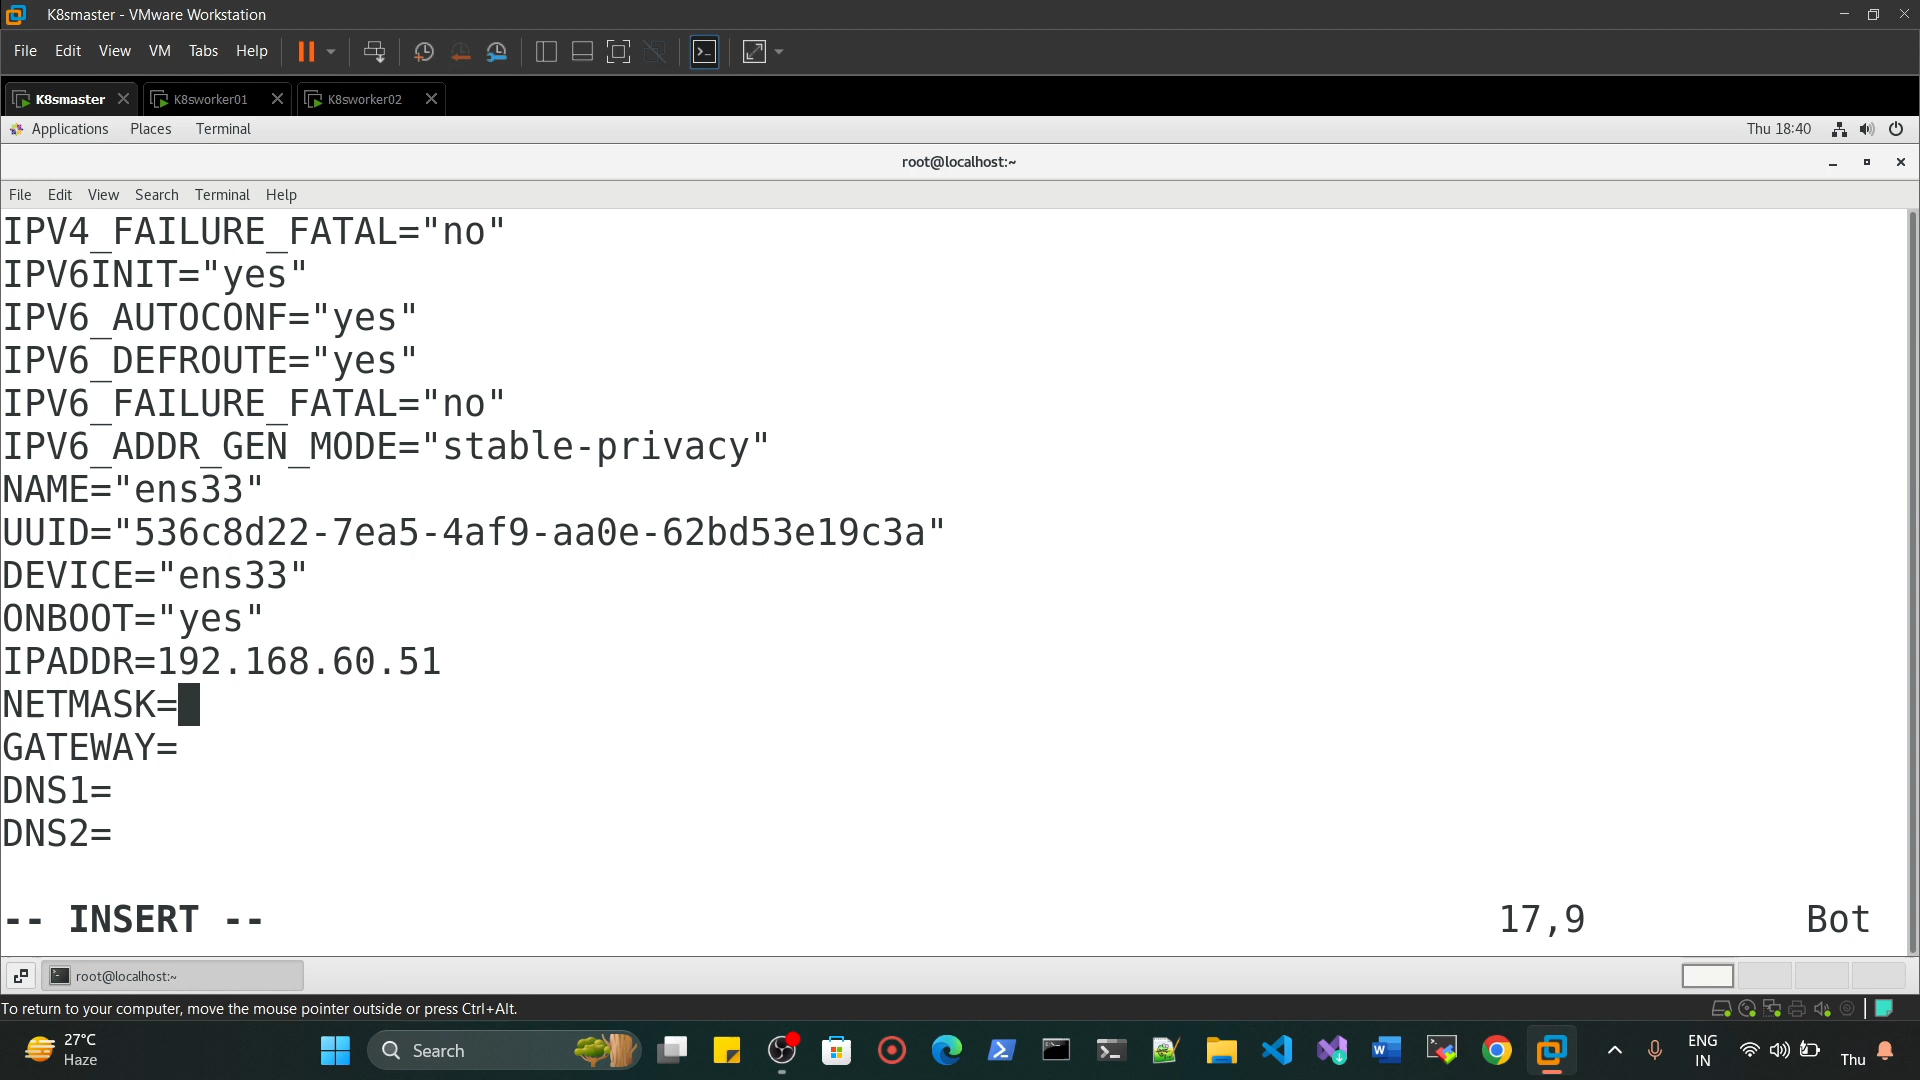 K8smaster - VMware Workstation
File Edit View VM Tabs Help
K8smaster K8sworker01 K8sworker02
Applications Places Terminal Thu 18:40
root@localhost:~
File Edit View Search Terminal Help
IPV4_FAILURE_FATAL="no"
IPV6INIT="yes"
IPV6_AUTOCONF="yes"
IPV6_DEFROUTE="yes"
IPV6_FAILURE_FATAL="no"
IPV6_ADDR_GEN_MODE="stable-privacy"
NAME="ens33"
UUID="536c8d22-7ea5-4af9-aa0e-62bd53e19c3a"
DEVICE="ens33"
ONBOOT="yes"
IPADDR=192.168.60.51
NETMASK=
GATEWAY=
DNS1=
DNS2=
-- INSERT -- 17,9 Bot
root@localhost:~
To return to your computer, move the mouse pointer outside or press Ctrl+Alt.
27°C
Haze
Search
ENG
IN
Thu